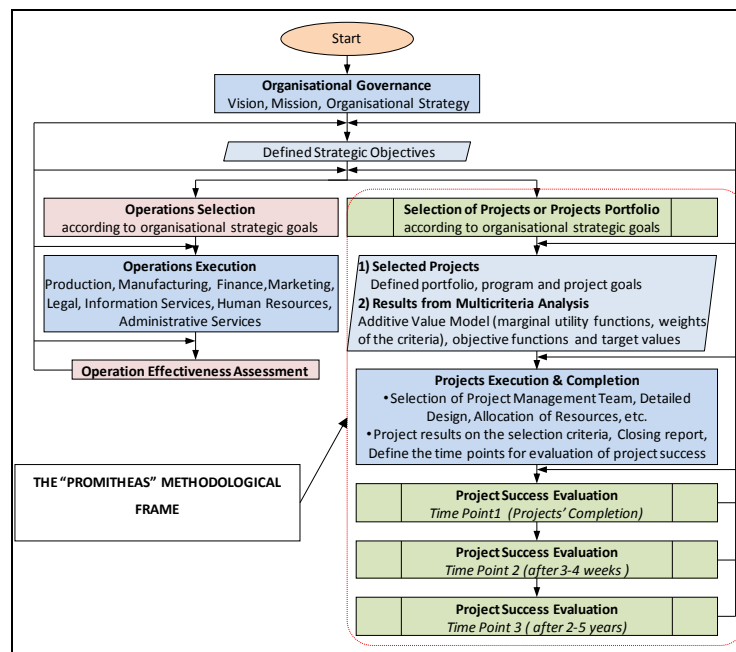 Start
Organisational Governance
Vision, Mission, Organisational Strategy
Defined Strategic Objectives
Operations Selection
according to organisational strategic goals
Operations Execution
Production, Manufacturing, Finance,Marketing,
Legal, Information Services, Human Resources,
Administrative Services
Operation Effectiveness Assessment
Selection of Projects or Projects Portfolio
according to organisational strategic goals
1) Selected Projects
Defined portfolio, program and project goals
2) Results from Multicriteria Analysis
Additive Value Model (marginal utility functions, weights
of the criteria), objective functions and target values
Projects Execution & Completion
•Selection of Project Management Team, Detailed
Design, Allocation of Resources, etc.
•Project results on the selection criteria, Closing report,
Define the time points for evaluation of project success
THE “PROMITHEAS” METHODOLOGICAL
FRAME
Project Success Evaluation
Time Point1 (Projects’ Completion)
Project Success Evaluation
Time Point 2 (after 3-4 weeks )
Project Success Evaluation
Time Point 3 ( after 2-5 years)